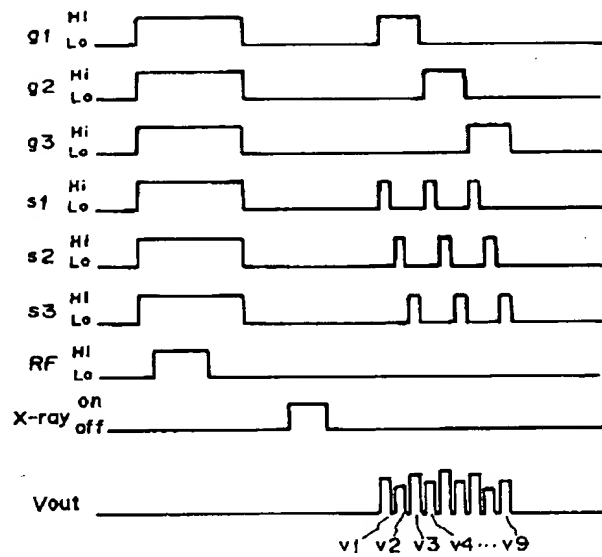 g1 Hi Lo
g2 Hi Lo
g3 Hi Lo
s1 Hi Lo
s2 Hi Lo
s3 Hi Lo
RF Hi Lo
X-ray on off
Vout
v1 v2 v3 v4...v9